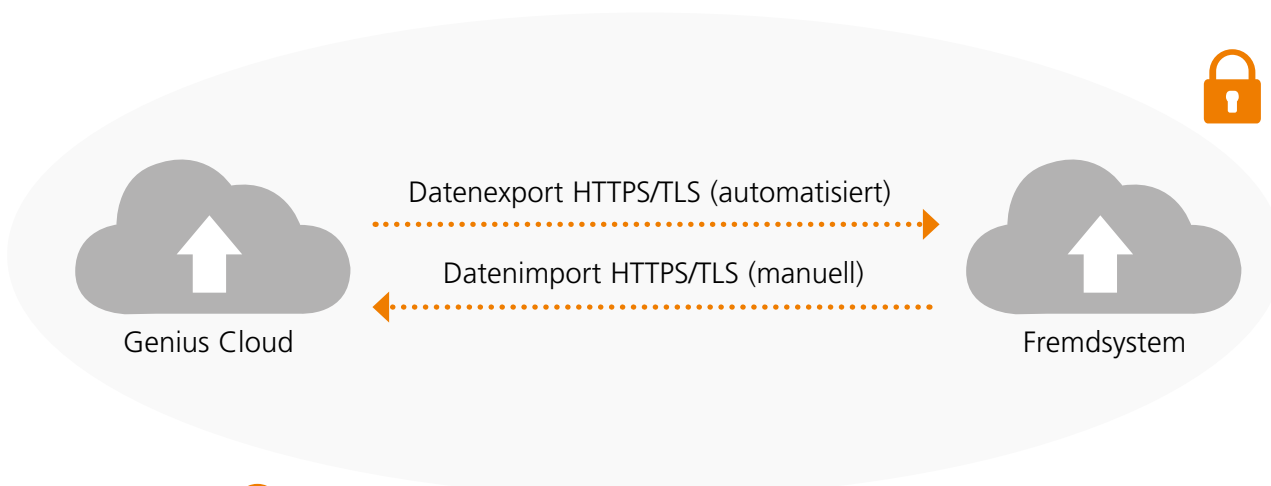 Datenexport HTTPS/TLS (automatisiert)
Datenimport HTTPS/TLS (manuell)
Genius Cloud
Fremdsystem